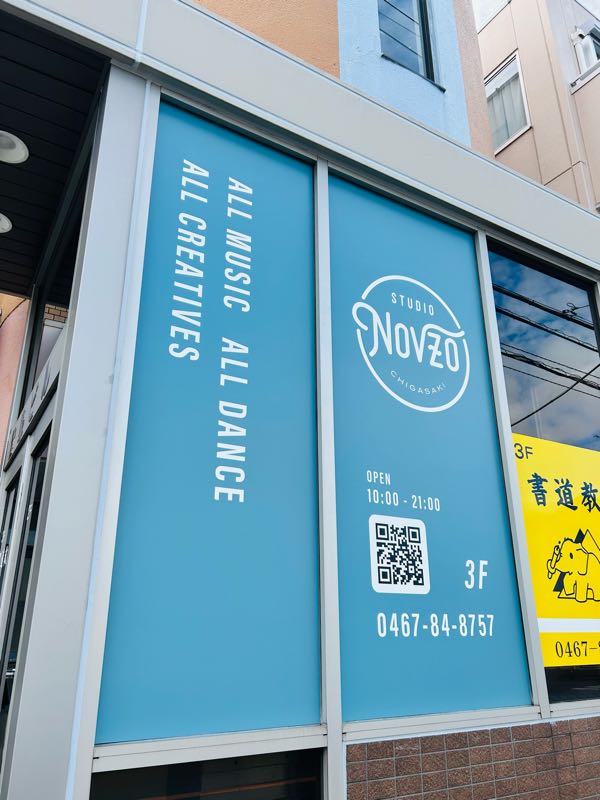 ALL MUSIC ALL DANCE
ALL CREATIVES
STUDIO
NOVZO
CHIGASAKI
OPEN
10:00 - 21:00
3F
0467-84-8757
3F
書道教
0467-